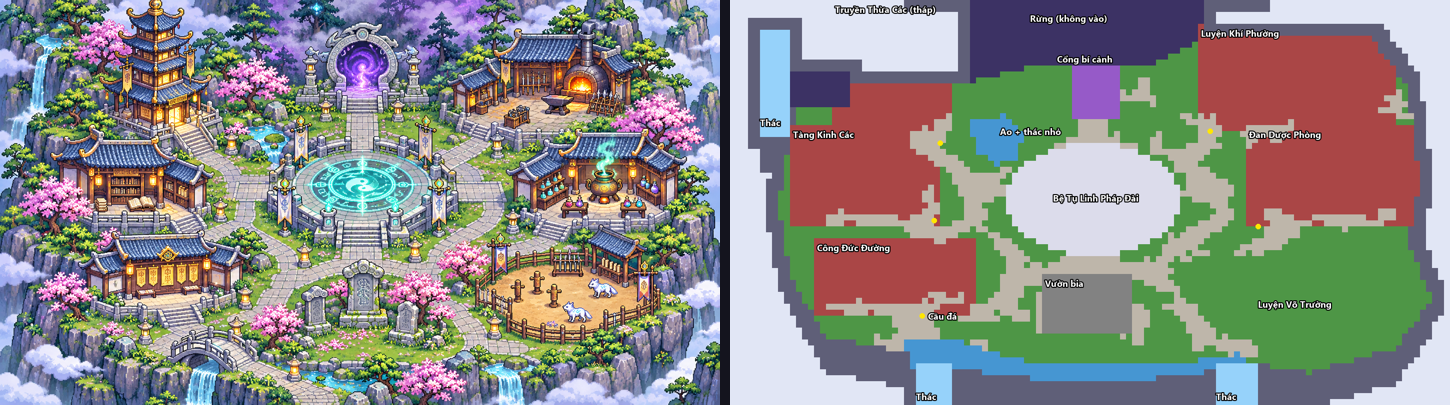 Truyền Thừa Các (tháp)
Rừng (không vào)
Luyện Khí Phường
Cổng bí cảnh
Thác
Tàng Kinh Các
Ao + thác nhỏ
Đan Dược Phòng
Bệ Tụ Linh Pháp Đài
Công Đức Đường
Vườn bia
Luyện Võ Trường
Cầu đá
Thác
Thác